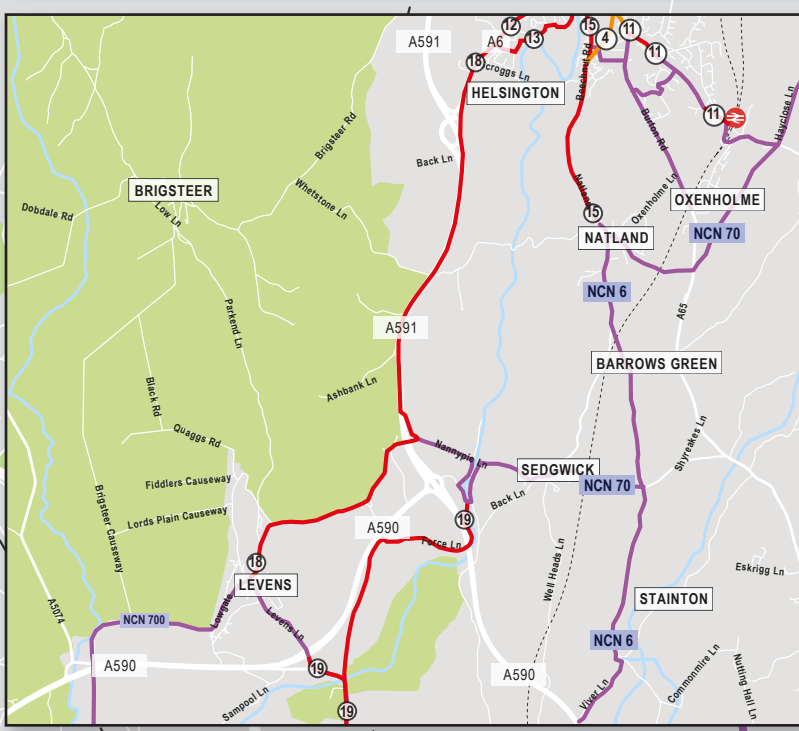 12
15
11
4
A591
A6
13
11
18
Scroggs Ln
HELSINGTON
Beechnut Rd
Hayclose Ln
11
Burton Rd
Brigsteer Rd
Back Ln
BRIGSTEER
Whetstone Ln
Oxenholme Ln
OXENHOLME
Dobdale Rd
Low Ln
15
NATLAND
NCN 70
NCN 6
Parkend Ln
A65
A591
BARROWS GREEN
Ashbank Ln
Black Rd
Quaggs Rd
Nannypie Ln
Shyreakes Ln
SEDGWICK
NCN 70
Fiddlers Causeway
Back Ln
Brigsteer Causeway
Lords Plain Causeway
A590
19
Force Ln
18
Well Heads Ln
Eskrigg Ln
LEVENS
STAINTON
A5074
NCN 700
Lowgate
Levens Ln
NCN 6
A590
19
A590
Commonmire Ln
Nutting Hall Ln
Sampool Ln
Viver Ln
19